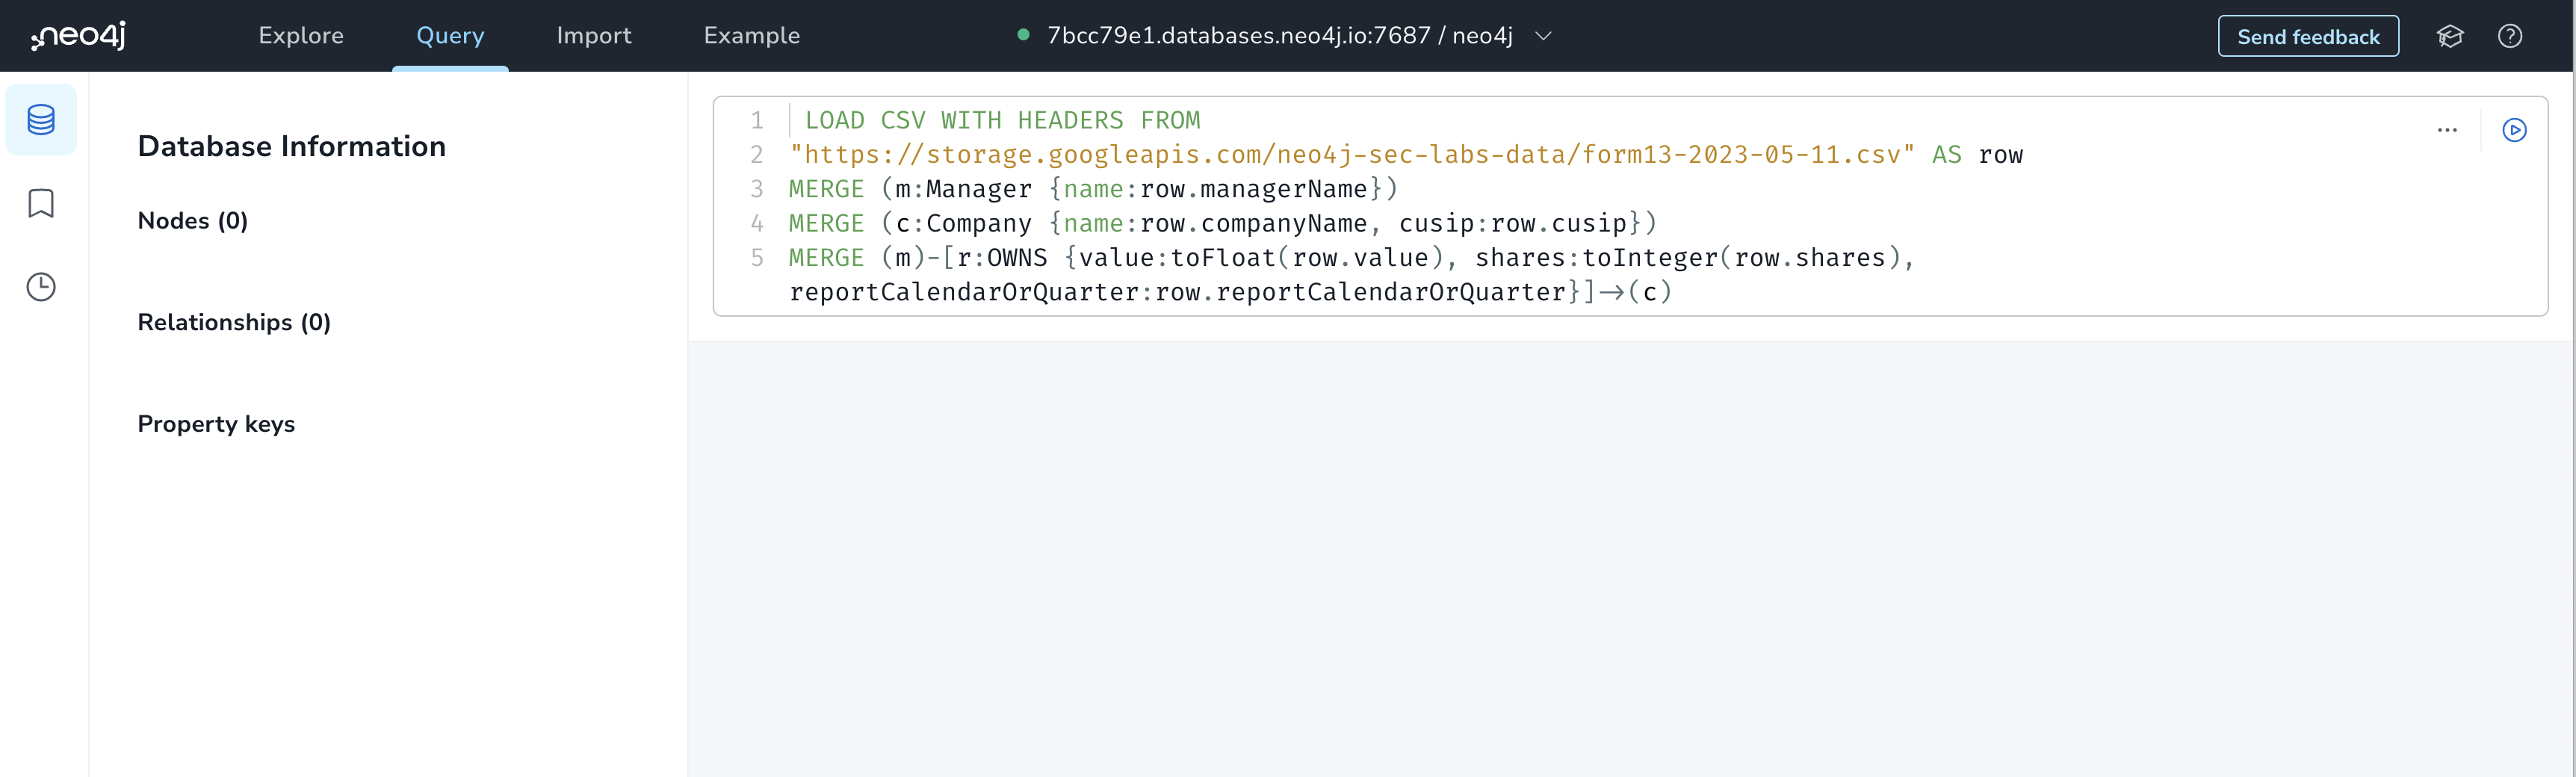 neo4j Explore Query Import Example 7bcc79e1.databases.neo4j.io:7687 / neo4j Send feedback
Database Information
Nodes (0)
Relationships (0)
Property keys
1 LOAD CSV WITH HEADERS FROM
2 "https://storage.googleapis.com/neo4j-sec-labs-data/form13-2023-05-11.csv" AS row
3 MERGE (m:Manager {name:row.managerName})
4 MERGE (c:Company {name:row.companyName, cusip:row.cusip})
5 MERGE (m)-[r:OWNS {value:toFloat(row.value), shares:toInteger(row.shares),
reportCalendarOrQuarter:row.reportCalendarOrQuarter}]->(c)